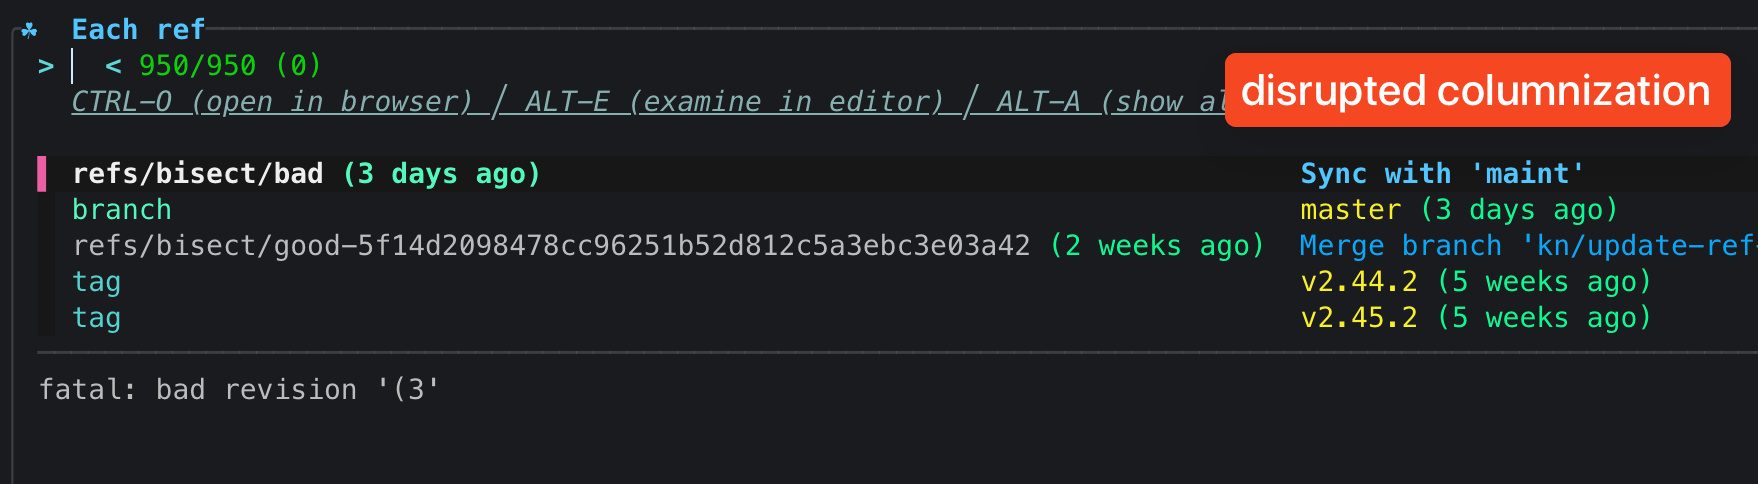 Each ref
> < 950/950 (0)
CTRL-O (open in browser) / ALT-E (examine in editor) / ALT-A (show al
disrupted columnization
refs/bisect/bad (3 days ago) Sync with 'maint'
branch master (3 days ago)
refs/bisect/good-5f14d2098478cc96251b52d812c5a3ebc3e03a42 (2 weeks ago) Merge branch 'kn/update-ref-
tag v2.44.2 (5 weeks ago)
tag v2.45.2 (5 weeks ago)
fatal: bad revision '(3'